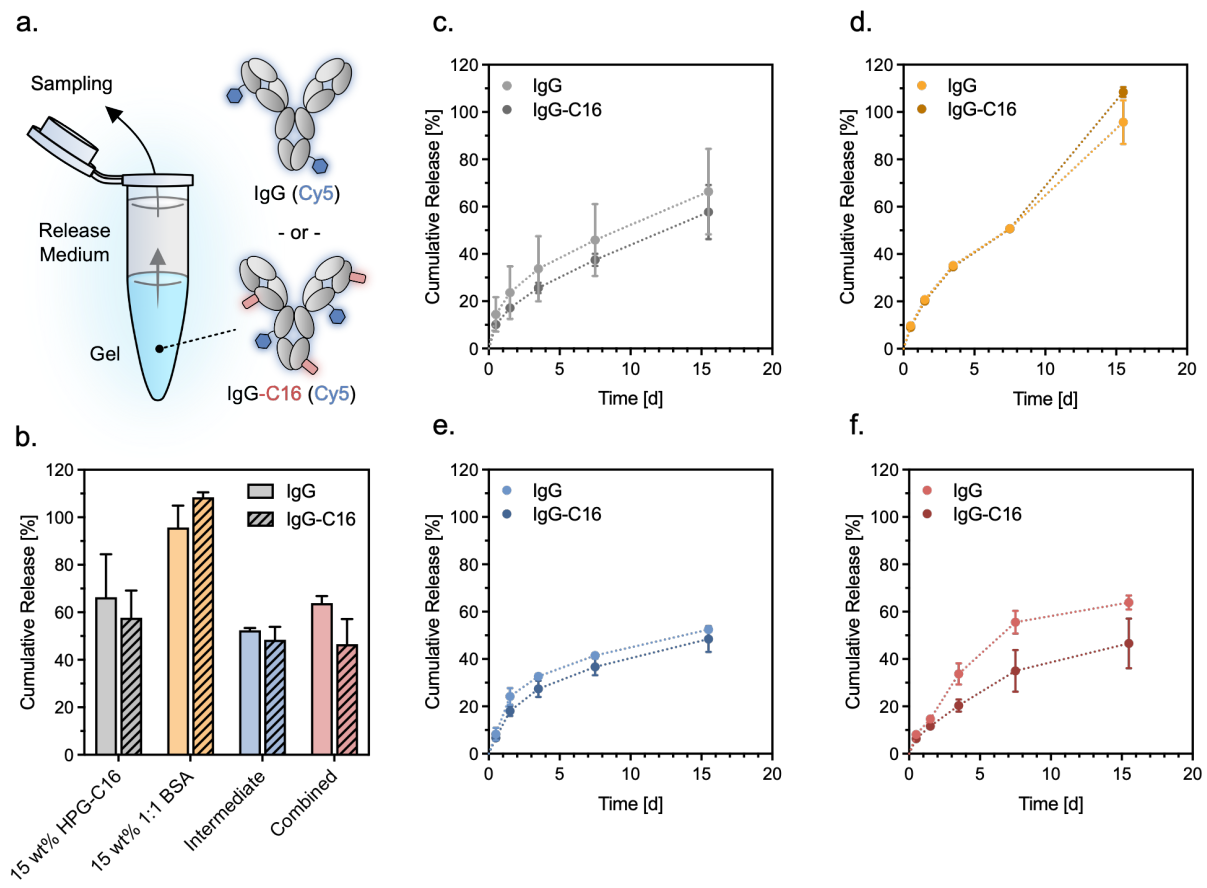 a.
Sampling
IgG (Cy5)
- or -
Release
Medium
Gel
IgG-C16 (Cy5)
b.
120
100
80
60
40
20
0
Cumulative Release [%]
IgG
IgG-C16
15 wt% HPG-C16
15 wt% 1:1 BSA
Intermediate
Combined
c.
120
100
80
60
40
20
0
Cumulative Release [%]
IgG
IgG-C16
0 5 10 15 20
Time [d]
d.
120
100
80
60
40
20
0
Cumulative Release [%]
IgG
IgG-C16
0 5 10 15 20
Time [d]
e.
120
100
80
60
40
20
0
Cumulative Release [%]
IgG
IgG-C16
0 5 10 15 20
Time [d]
f.
120
100
80
60
40
20
0
Cumulative Release [%]
IgG
IgG-C16
0 5 10 15 20
Time [d]